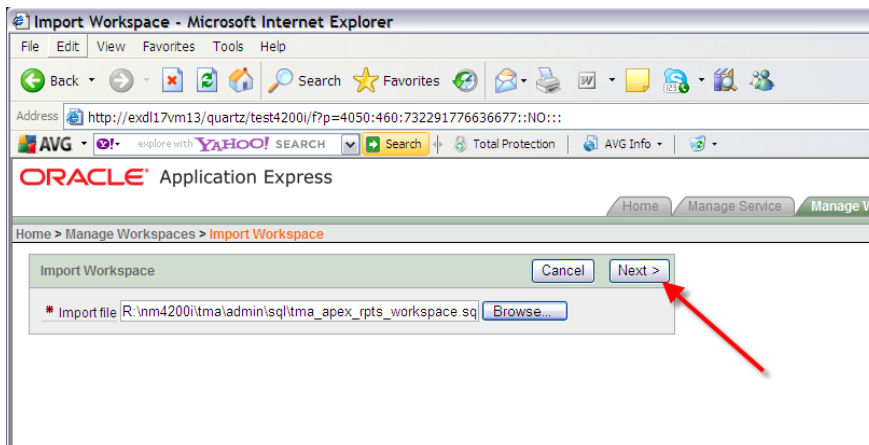 Import Workspace - Microsoft Internet Explorer
File Edit View Favorites Tools Help
Back Search Favorites
Address http://exdl17vm13/quartz/test4200i/f?p=4050:460:732291776636677::NO:::
AVG explore with YAHOO! SEARCH Search Total Protection AVG Info
ORACLE Application Express
Home Manage Service Manage W
Home > Manage Workspaces > Import Workspace
Import Workspace Cancel Next >
* Import file R:\nm4200i\tma\admin\sql\tma_apex_rpts_workspace.sq Browse...